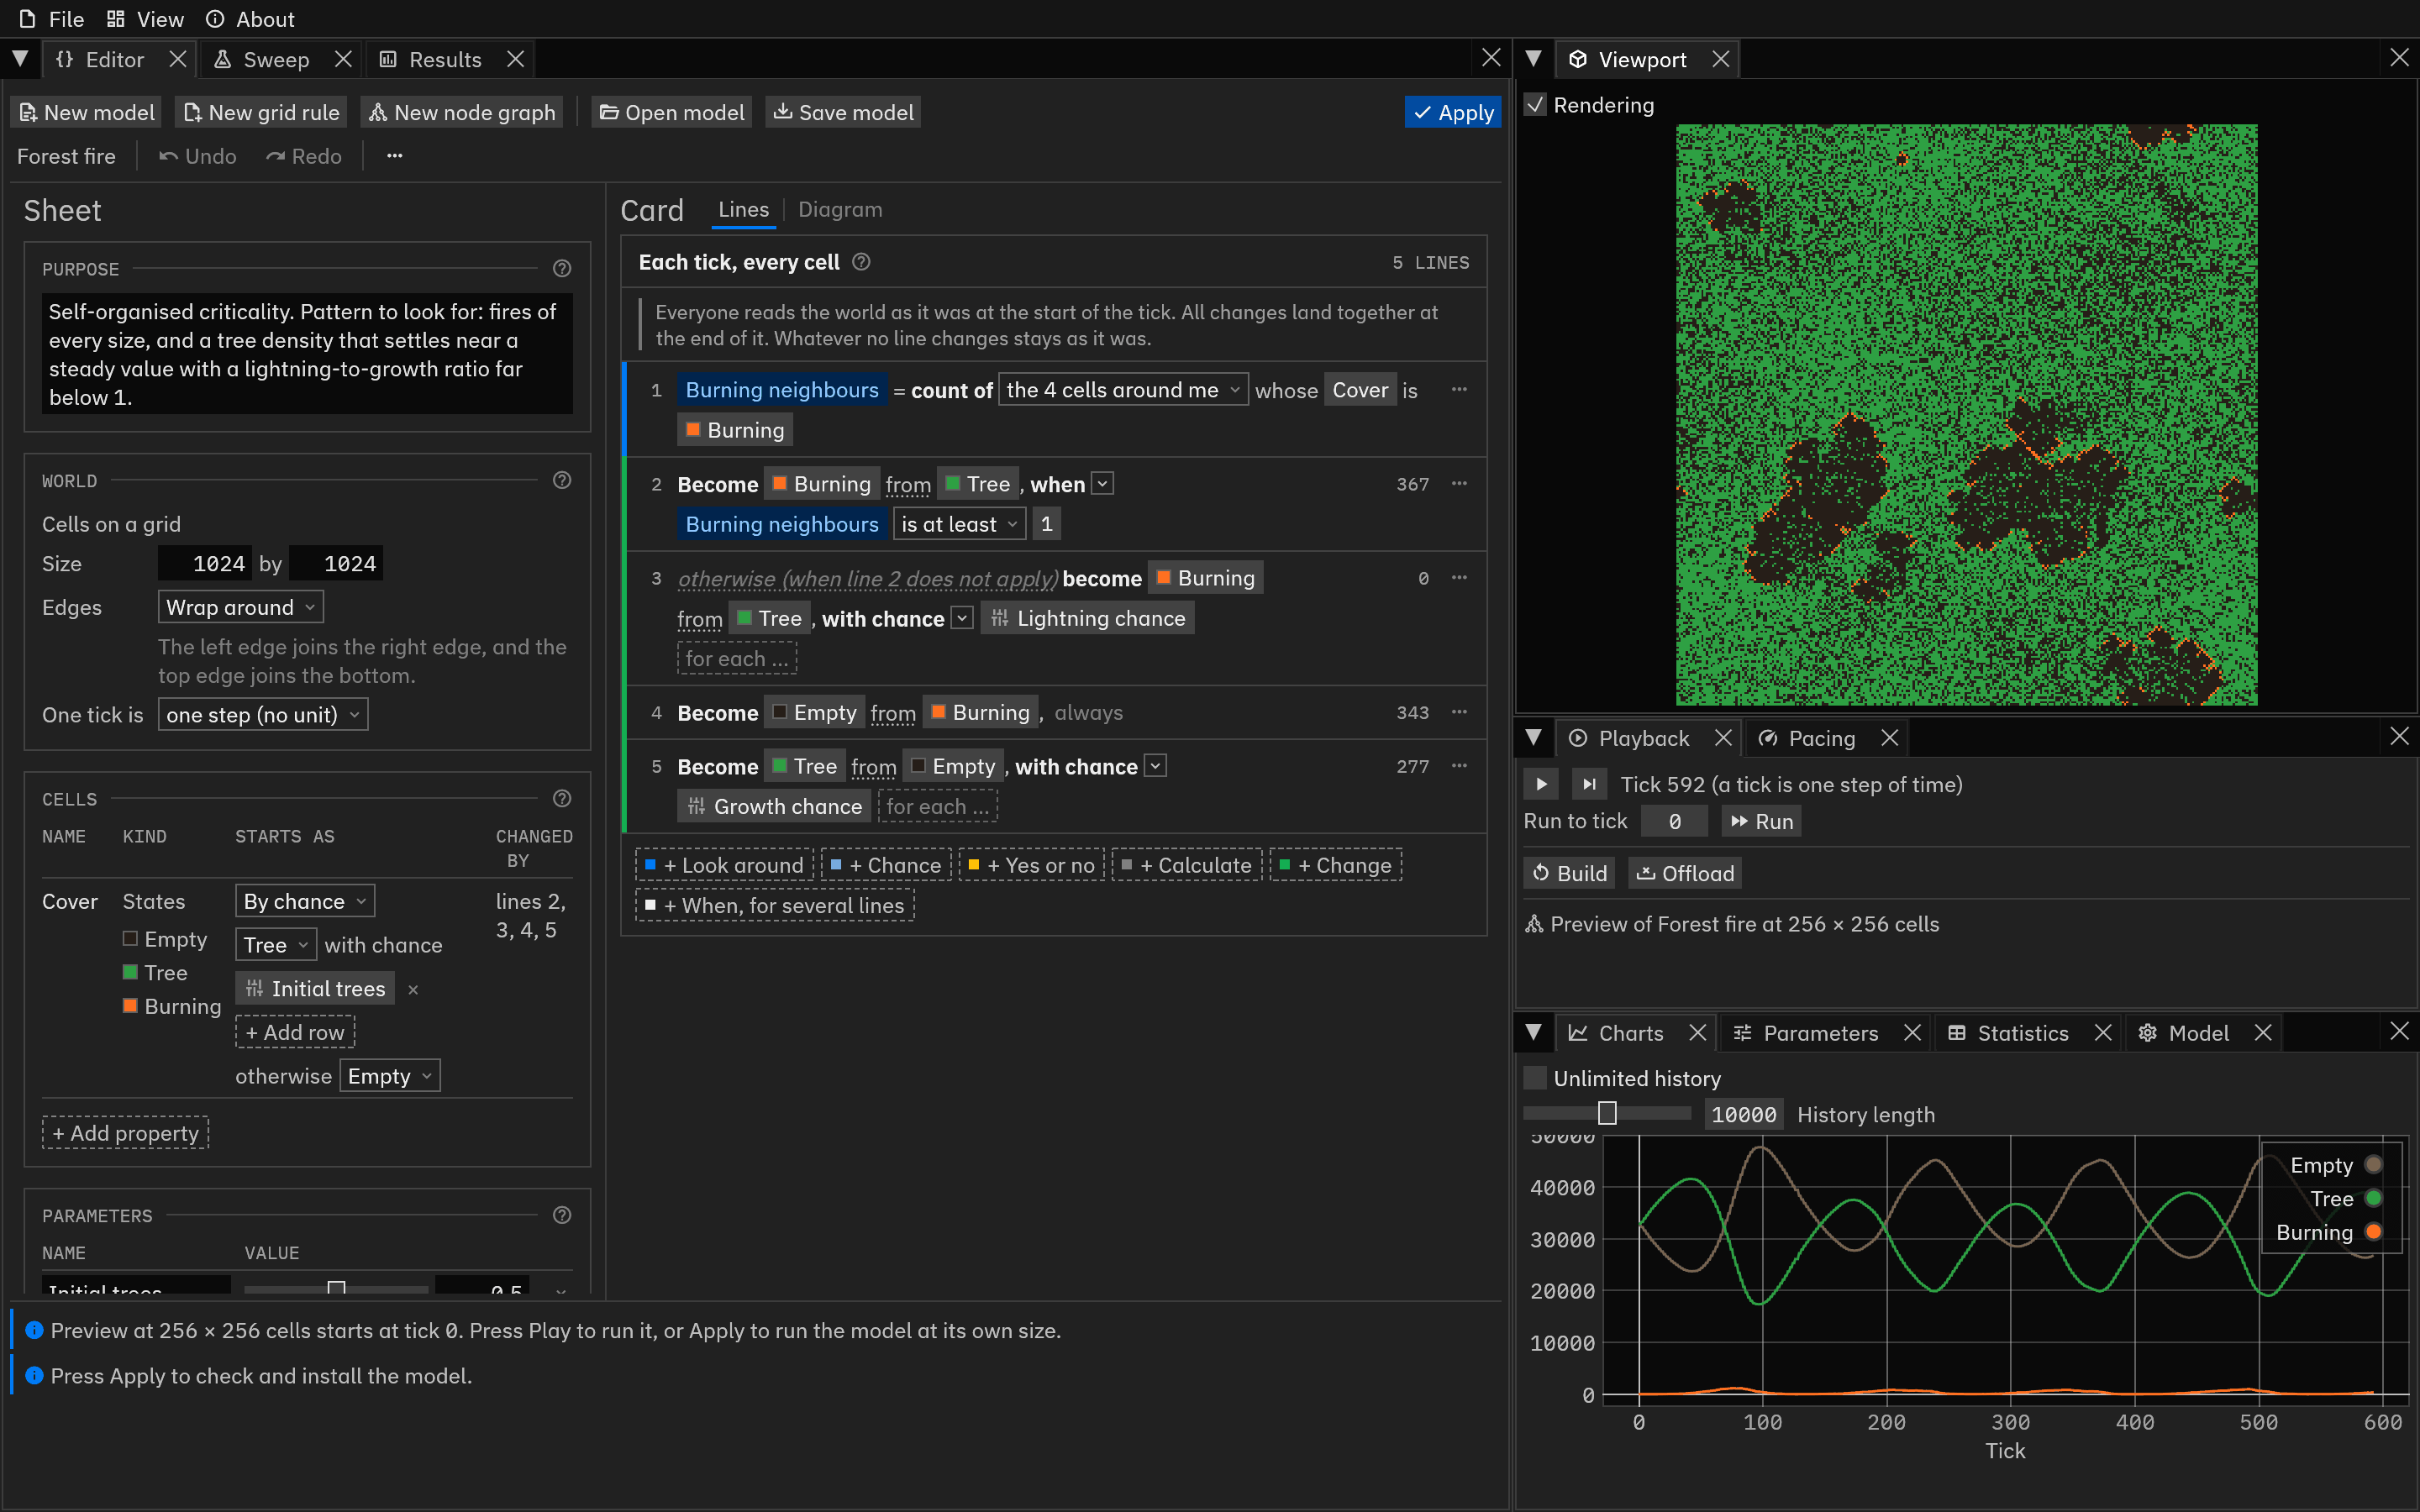 File View About
Editor Sweep Results
New model New grid rule New node graph Open model Save model Apply
Forest fire Undo Redo ...
Sheet
PURPOSE
Self-organised criticality. Pattern to look for: fires of
every size, and a tree density that settles near a
steady value with a lightning-to-growth ratio far
below 1.
WORLD
Cells on a grid
Size 1024 by 1024
Edges Wrap around
The left edge joins the right edge, and the
top edge joins the bottom.
One tick is one step (no unit)
CELLS
NAME KIND STARTS AS CHANGED
BY
Cover States By chance lines 2,
3, 4, 5
Empty
Tree with chance
Tree
Initial trees ×
Burning
+ Add row
otherwise Empty
+ Add property
PARAMETERS
NAME VALUE
Initial trees 0.5
Card Lines Diagram
Each tick, every cell 5 LINES
Everyone reads the world as it was at the start of the tick. All changes land together at
the end of it. Whatever no line changes stays as it was.
1 Burning neighbours = count of the 4 cells around me whose Cover is ...
Burning
2 Become Burning from Tree, when 367 ...
Burning neighbours is at least 1
3 otherwise (when line 2 does not apply) become Burning 0 ...
from Tree, with chance Lightning chance
for each ...
4 Become Empty from Burning, always 343 ...
5 Become Tree from Empty, with chance 277 ...
Growth chance for each ...
+ Look around + Chance + Yes or no + Calculate + Change
+ When, for several lines
Preview at 256 × 256 cells starts at tick 0. Press Play to run it, or Apply to run the model at its own size.
Press Apply to check and install the model.
Viewport
Rendering
Playback Pacing
Tick 592 (a tick is one step of time)
Run to tick 0 Run
Build Offload
Preview of Forest fire at 256 × 256 cells
Charts Parameters Statistics Model
Unlimited history
10000 History length
50000
40000
30000
20000
10000
0
Empty
Tree
Burning
0 100 200 300 400 500 600
Tick